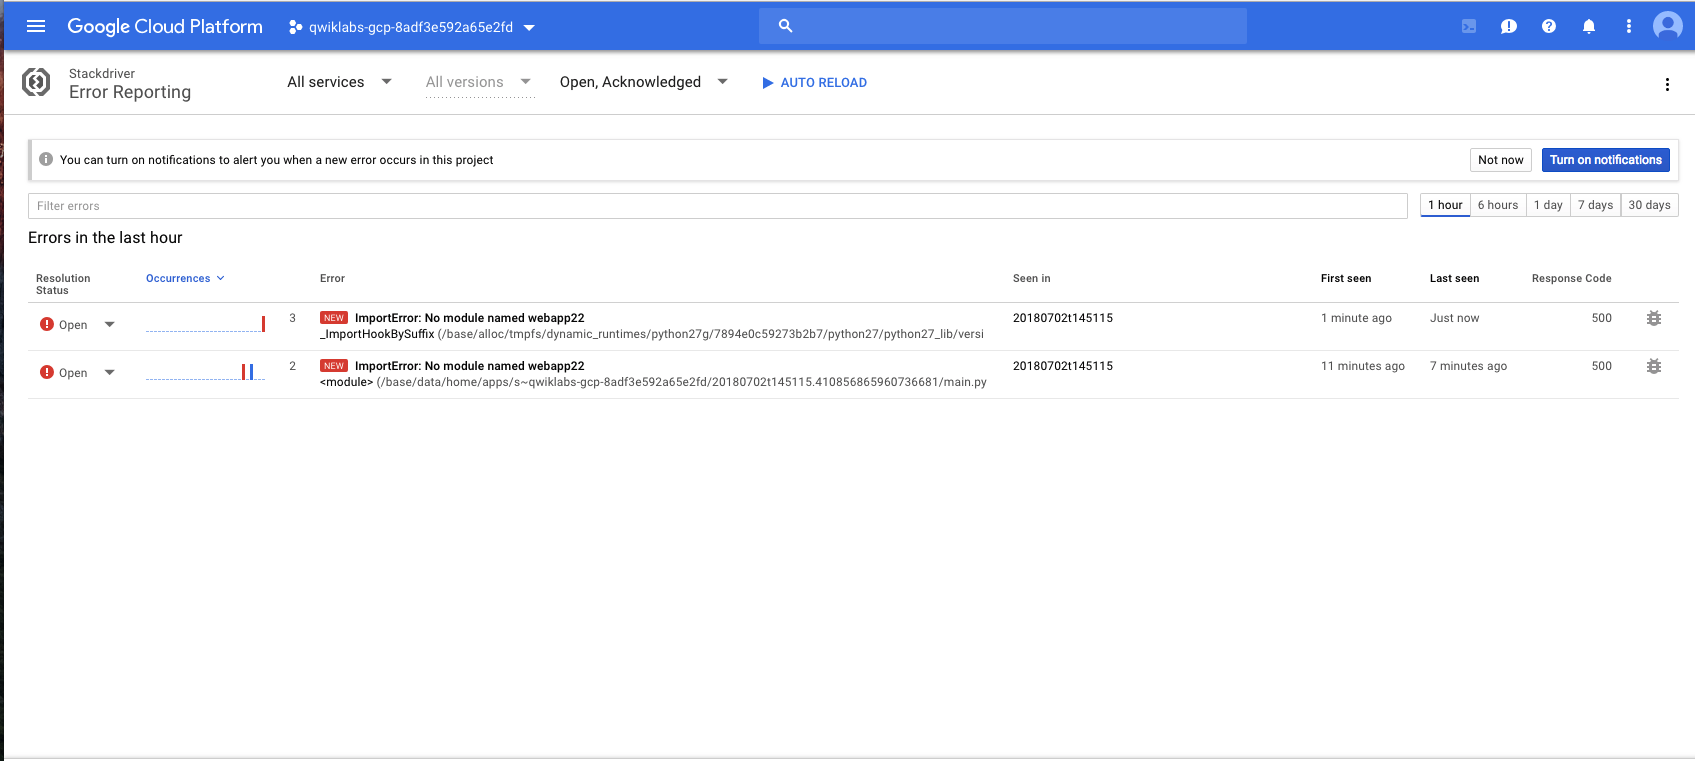 Google Cloud Platform
qwiklabs-gcp-8adf3e592a65e2fd
Stackdriver
Error Reporting
All services
All versions
Open, Acknowledged
AUTO RELOAD
You can turn on notifications to alert you when a new error occurs in this project
Not now
Turn on notifications
Filter errors
1 hour
6 hours
1 day
7 days
30 days
Errors in the last hour
Resolution
Status
Occurrences
Error
Seen in
First seen
Last seen
Response Code
Open
3
NEW ImportError: No module named webapp22
_ImportHookBySuffix (/base/alloc/tmpfs/dynamic_runtimes/python27g/7894e0c59273b2b7/python27/python27_lib/versi
20180702t145115
1 minute ago
Just now
500
Open
2
NEW ImportError: No module named webapp22
<module> (/base/data/home/apps/s~qwiklabs-gcp-8adf3e592a65e2fd/20180702t145115.410856865960736681/main.py
20180702t145115
11 minutes ago
7 minutes ago
500